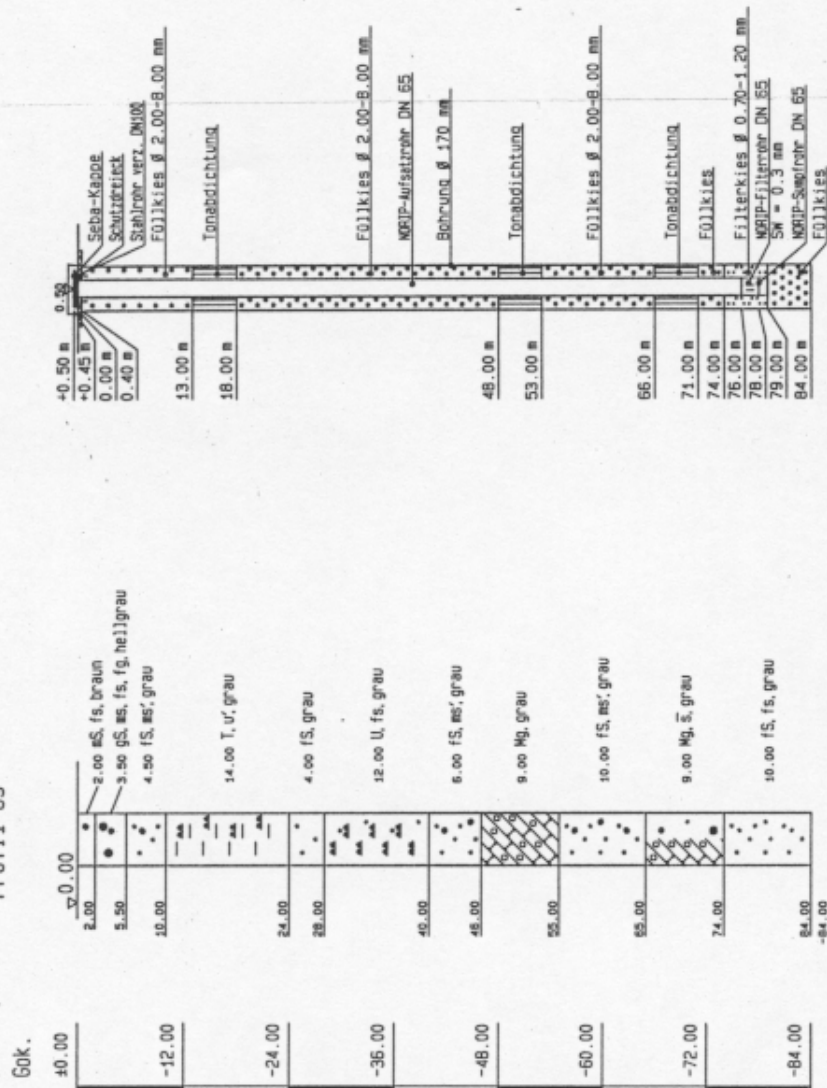 Profil 03
Gok.
±0.00
-12.00
-24.00
-36.00
-48.00
-60.00
-72.00
-84.00
▽0.00
2.00
5.50
10.00
24.00
28.00
40.00
46.00
55.00
65.00
74.00
84.00
-84.00
2.00 mS, fs, braun
3.50 gS, ms, fs, fg, hellgrau
4.50 fS, ms', grau
14.00 T, u', grau
4.00 fS, grau
12.00 U, fs, grau
6.00 fS, ms', grau
9.00 Mg, grau
10.00 fS, ms', grau
9.00 Mg, s̅, grau
10.00 fS, fs, grau
0.90
+0.50 m
+0.45 m
0.00 m
0.40 m
13.00 m
18.00 m
48.00 m
53.00 m
66.00 m
71.00 m
74.00 m
76.00 m
78.00 m
79.00 m
84.00 m
Seba-Kappe
Schutzdreieck
Stahlrohr verz. DN100
Füllkies Ø 2.00-8.00 mm
Tonabdichtung
Füllkies Ø 2.00-8.00 mm
NORIP-Aufsatzrohr DN 65
Bohrung Ø 170 mm
Tonabdichtung
Füllkies Ø 2.00-8.00 mm
Tonabdichtung
Füllkies
Filterkies Ø 0.70-1.20 mm
NORIP-Filterrohr DN 65
SW = 0.3 mm
NORIP-Sumpfrohr DN 65
Füllkies